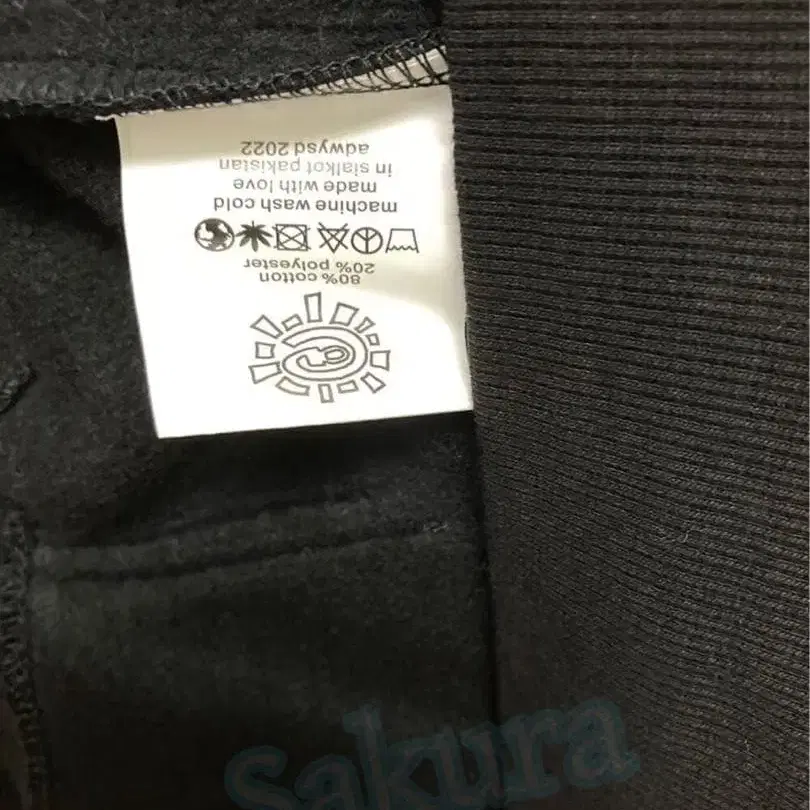 80% cotton
20% polyester
machine wash cold
made with love
in sialkot pakistan
adwysd 2022
Sakura